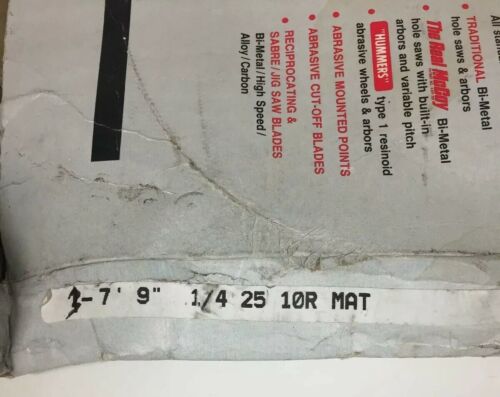 All
• TRADITIONAL Bi-Metal
hole saws & arbors
• The Real McCoy Bi-Metal
hole saws with built-in
arbors and variable pitch
• "HUMMERS" type 1 resinoid
abrasive wheels & arbors
• ABRASIVE MOUNTED POINTS
• ABRASIVE CUT-OFF BLADES
• RECIPROCATING &
SABRE/JIG SAW BLADES
Bi-Metal/High Speed/
Alloy/Carbon
-7' 9" 1/4 25 10R MAT